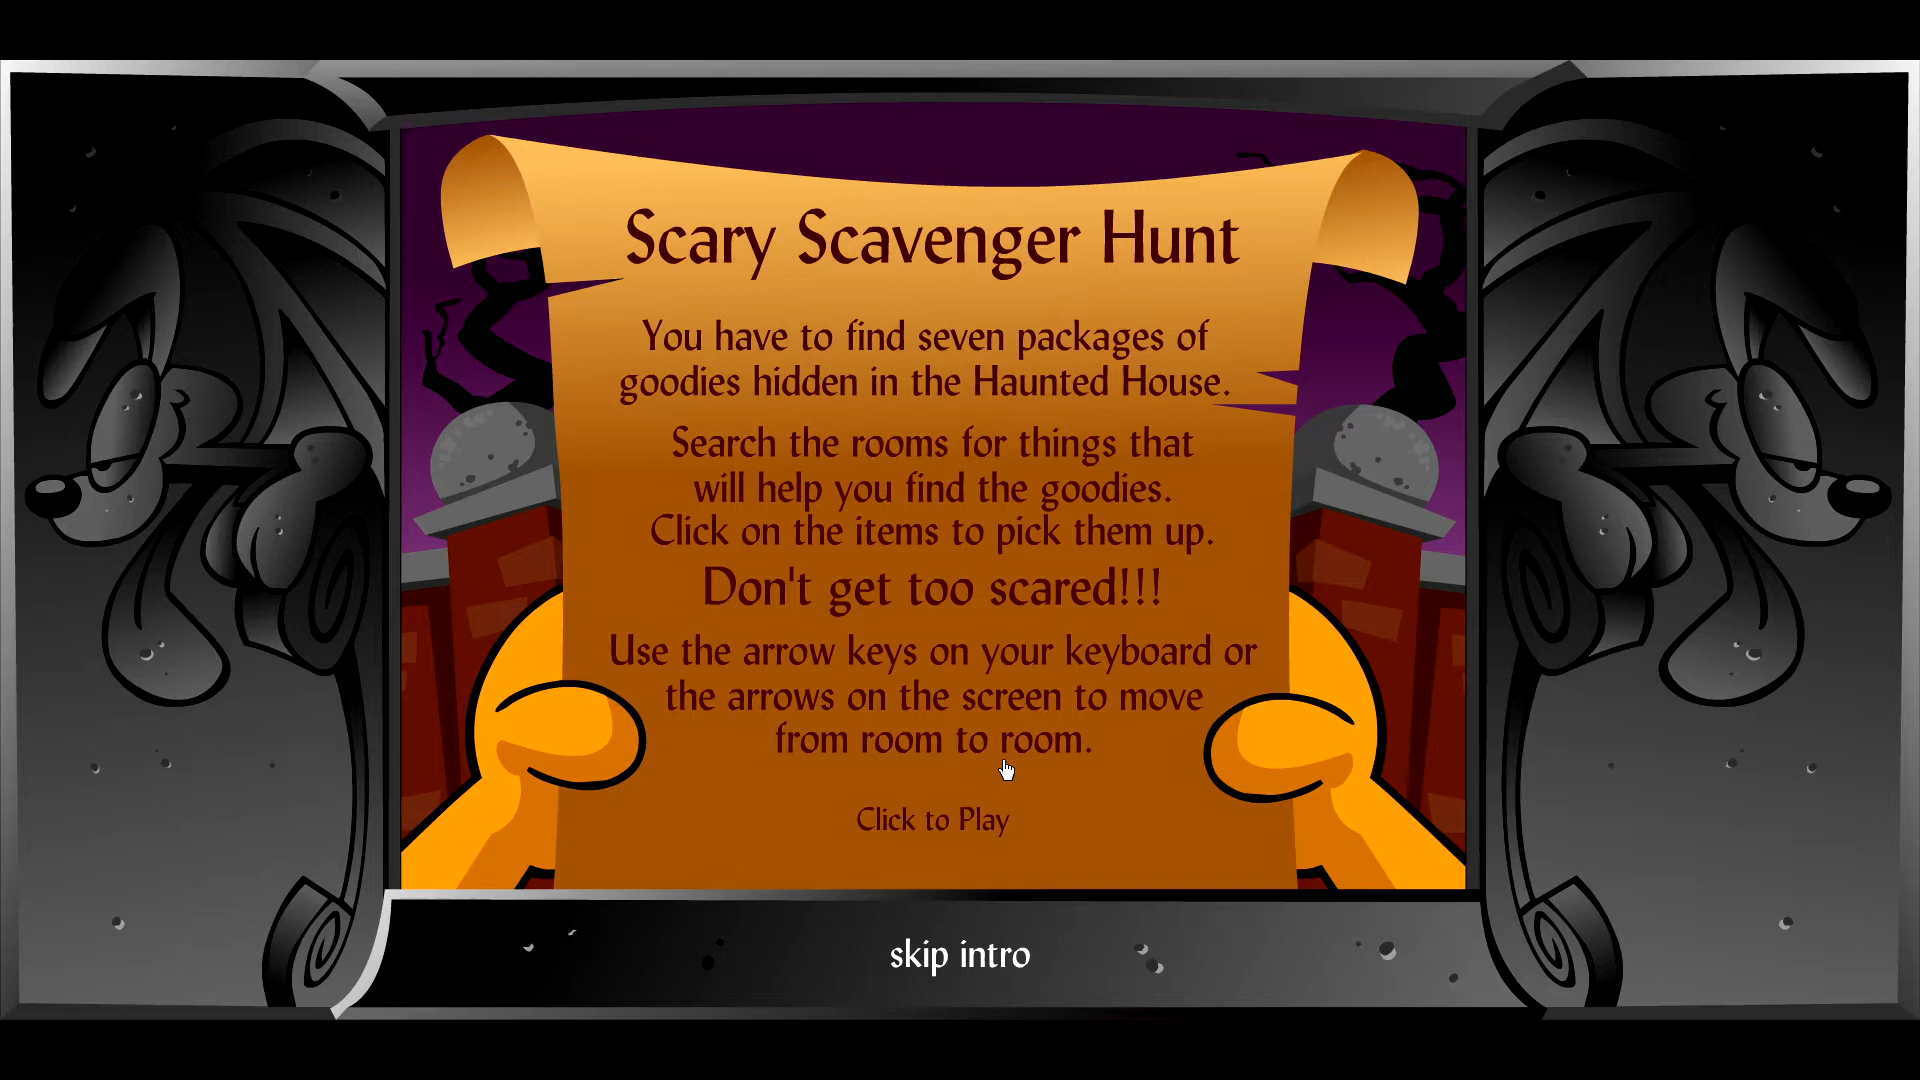 Scary Scavenger Hunt
You have to find seven packages of
goodies hidden in the Haunted House.
Search the rooms for things that
will help you find the goodies.
Click on the items to pick them up.
Don't get too scared!!!
Use the arrow keys on your keyboard or
the arrows on the screen to move
from room to room.
Click to Play
skip intro